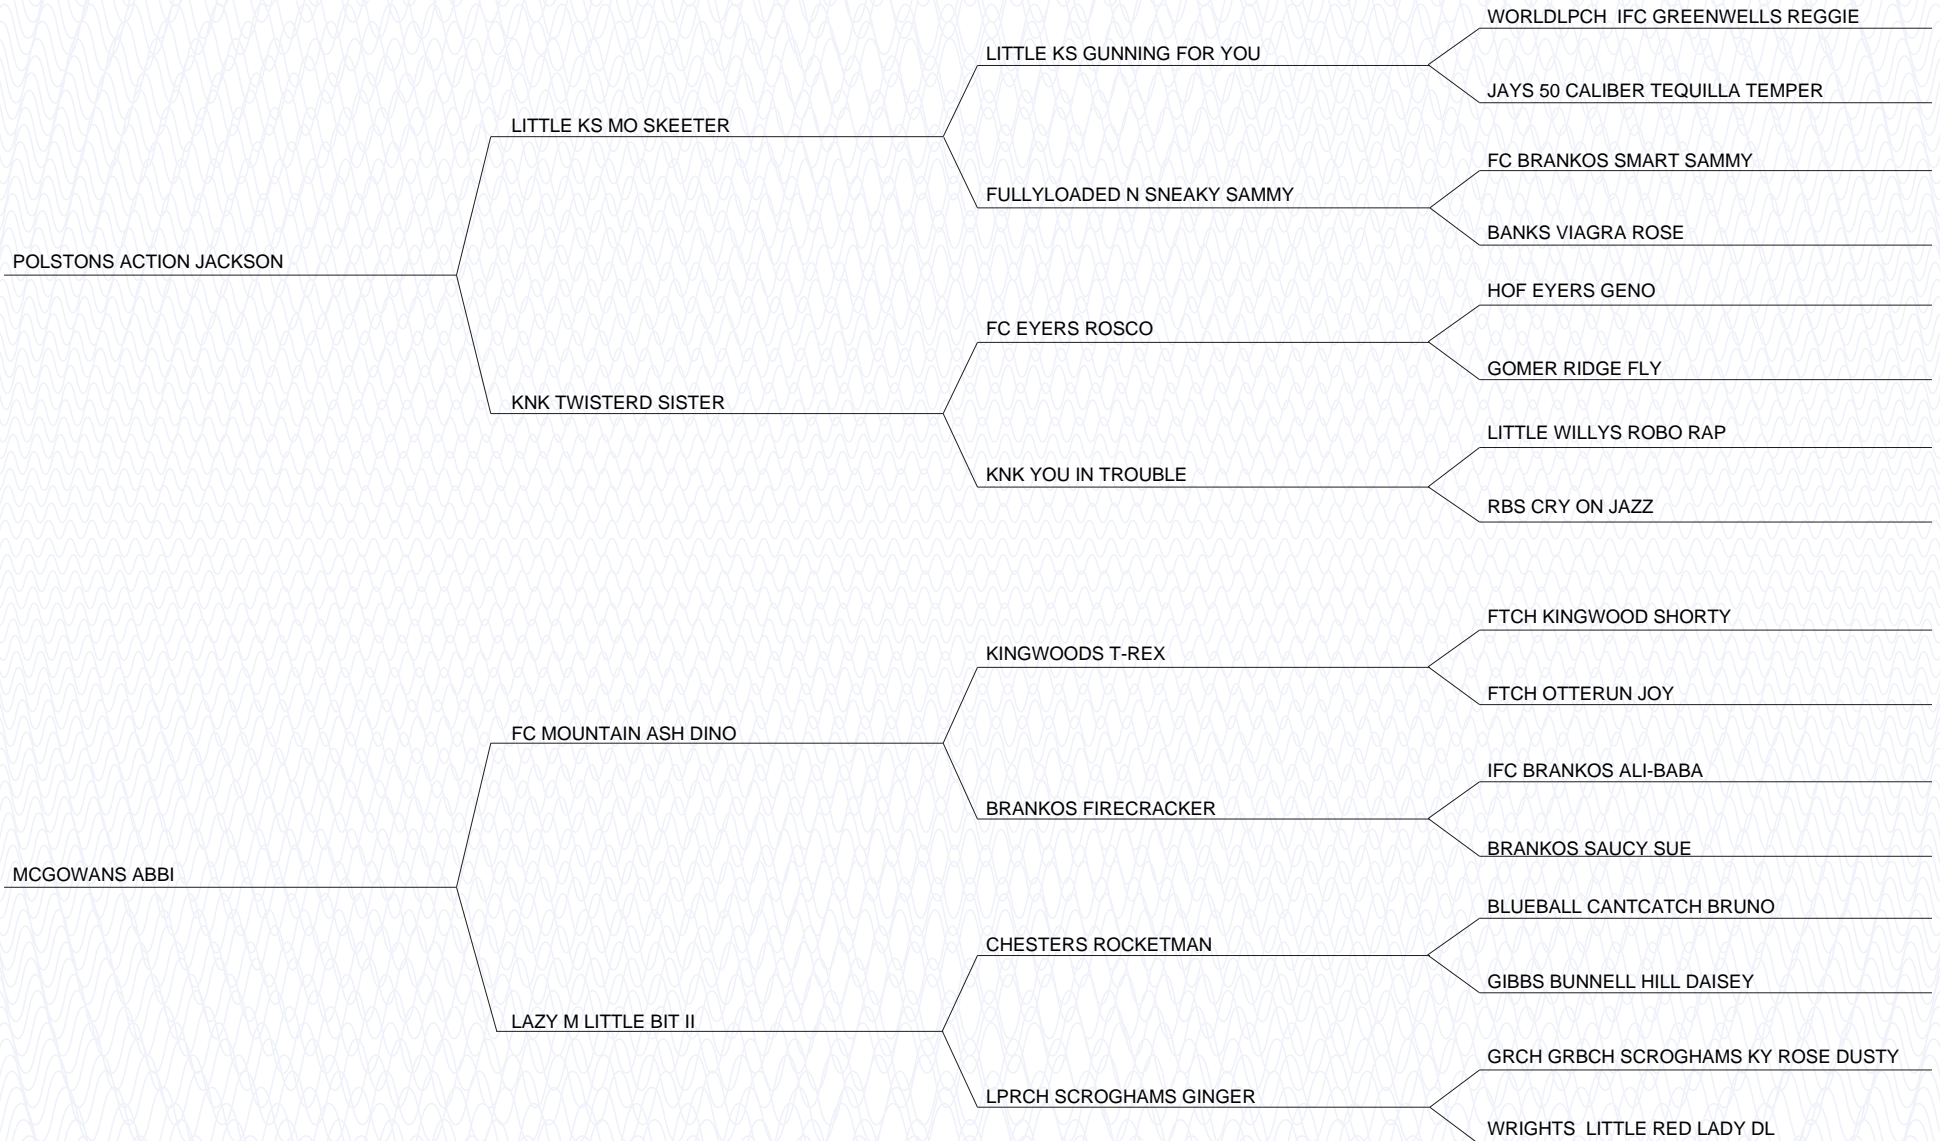 WORLDLPCH  IFC GREENWELLS REGGIE
LITTLE KS GUNNING FOR YOU
JAYS 50 CALIBER TEQUILLA TEMPER
LITTLE KS MO SKEETER
FC BRANKOS SMART SAMMY
FULLYLOADED N SNEAKY SAMMY
BANKS VIAGRA ROSE
POLSTONS ACTION JACKSON
HOF EYERS GENO
FC EYERS ROSCO
GOMER RIDGE FLY
KNK TWISTERD SISTER
LITTLE WILLYS ROBO RAP
KNK YOU IN TROUBLE
RBS CRY ON JAZZ
FTCH KINGWOOD SHORTY
KINGWOODS T-REX
FTCH OTTERUN JOY
FC MOUNTAIN ASH DINO
IFC BRANKOS ALI-BABA
BRANKOS FIRECRACKER
BRANKOS SAUCY SUE
MCGOWANS ABBI
BLUEBALL CANTCATCH BRUNO
CHESTERS ROCKETMAN
GIBBS BUNNELL HILL DAISEY
LAZY M LITTLE BIT II
GRCH GRBCH SCROGHAMS KY ROSE DUSTY
LPRCH SCROGHAMS GINGER
WRIGHTS  LITTLE RED LADY DL